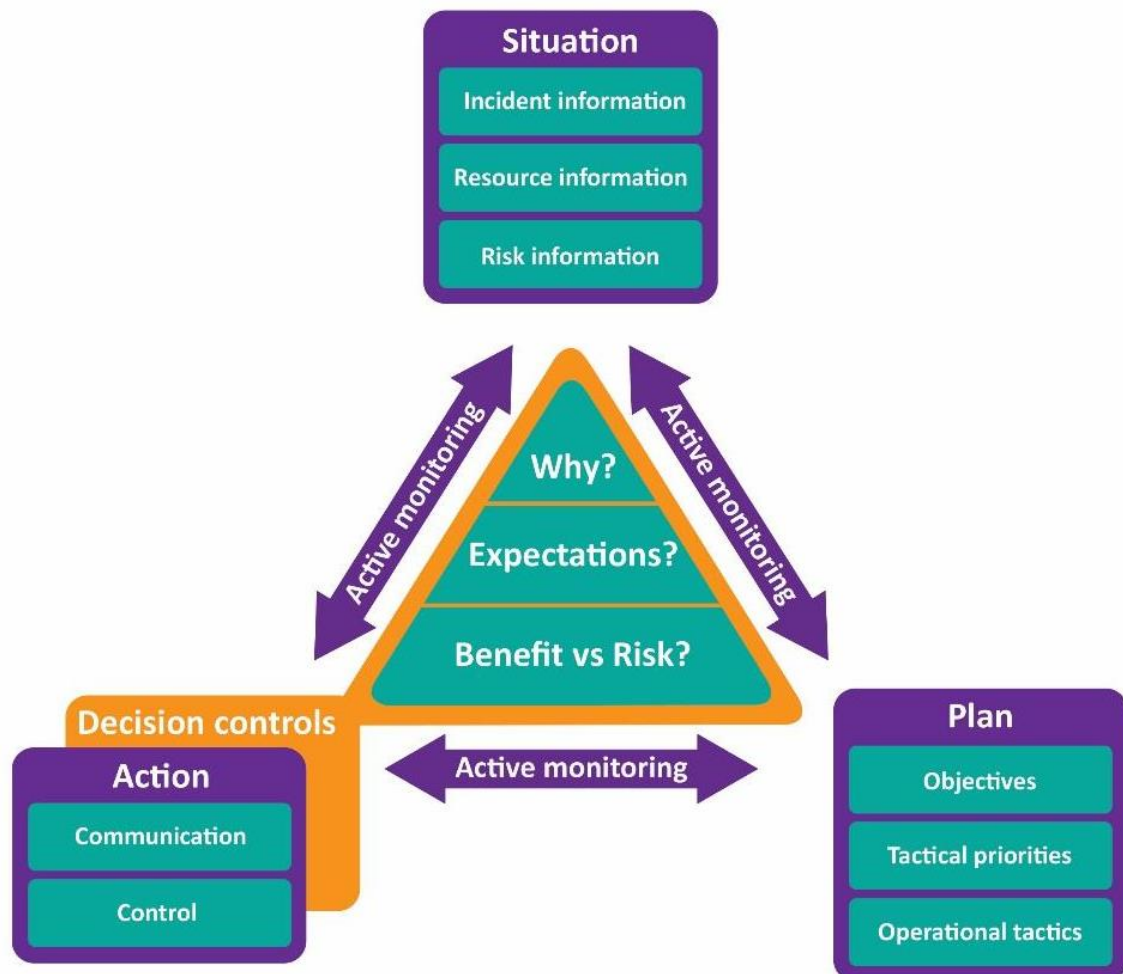 Situation
Incident information
Resource information
Risk information
Active monitoring
Active monitoring
Why?
Expectations?
Benefit vs Risk?
Decision controls
Action
Communication
Control
Active monitoring
Plan
Objectives
Tactical priorities
Operational tactics